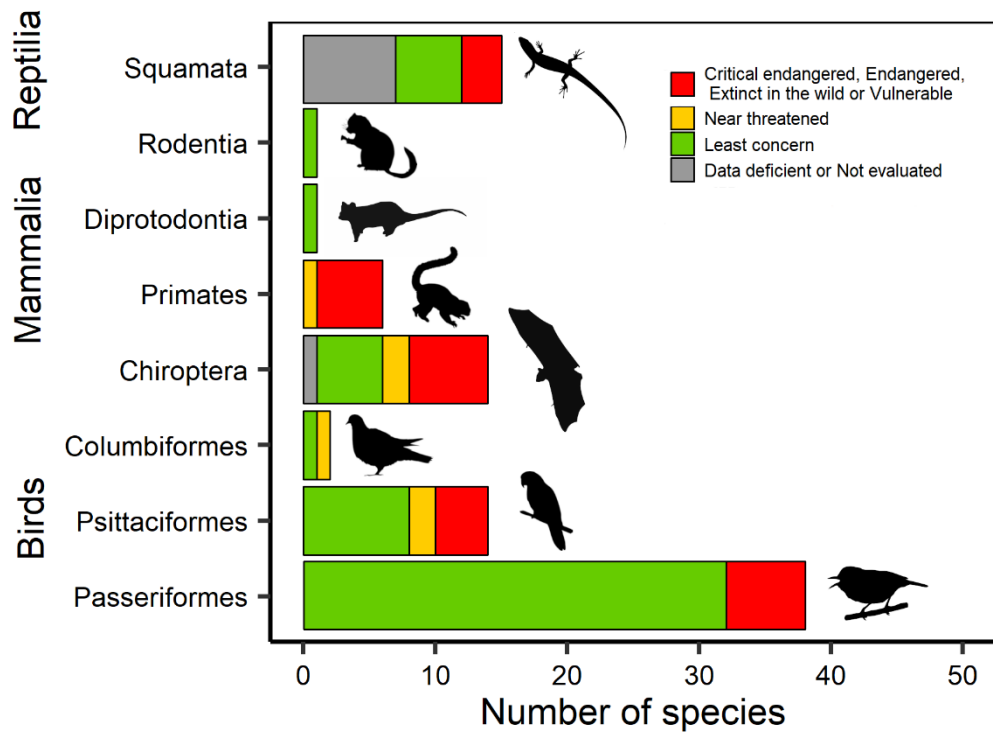 Reptilia
Mammalia
Birds
Squamata
Rodentia
Diprotodontia
Primates
Chiroptera
Columbiformes
Psittaciformes
Passeriformes
Critical endangered, Endangered,
Extinct in the wild or Vulnerable
Near threatened
Least concern
Data deficient or Not evaluated
0 10 20 30 40 50
Number of species